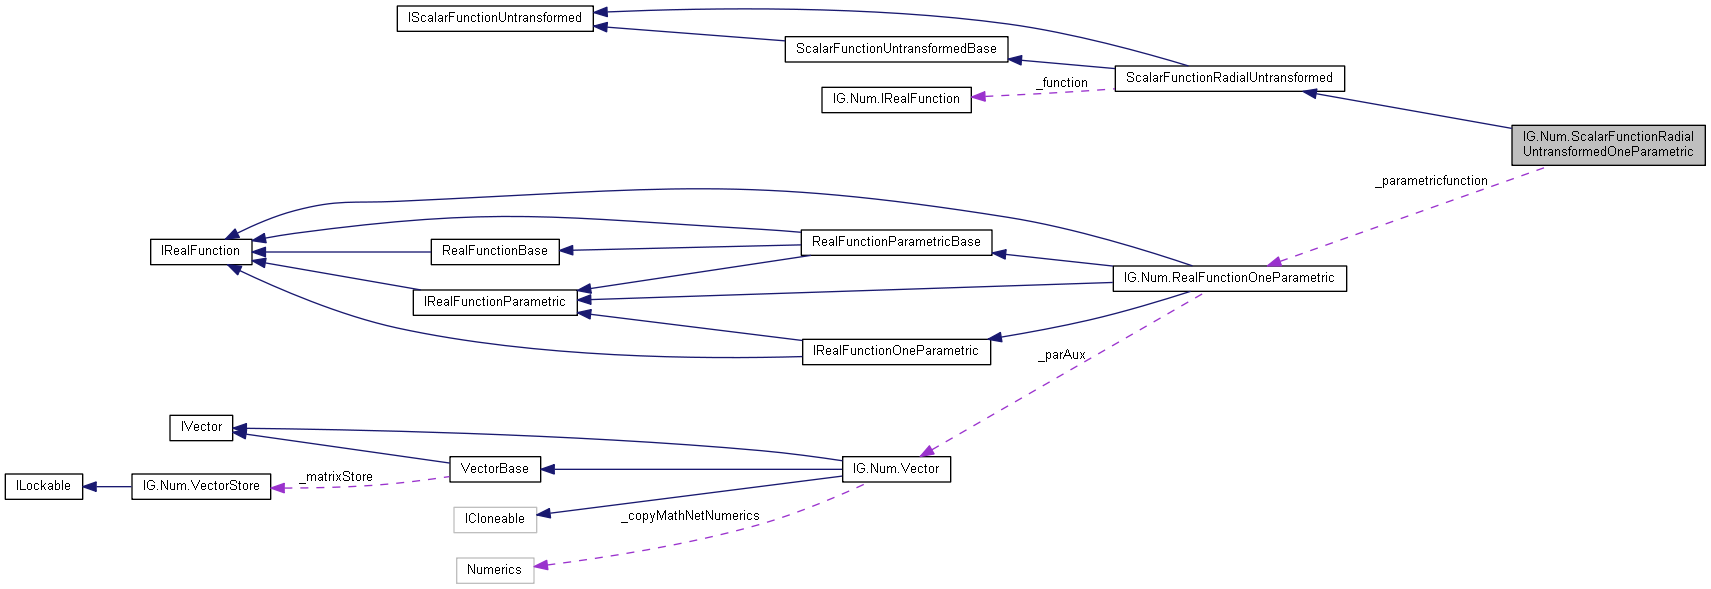 IScalarFunctionUntransformed
ScalarFunctionUntransformedBase
ScalarFunctionRadialUntransformed
_function
IG.Num.IRealFunction
IG.Num.ScalarFunctionRadial
UntransformedOneParametric
_parametricfunction
IRealFunction
RealFunctionBase
RealFunctionParametricBase
IG.Num.RealFunctionOneParametric
IRealFunctionParametric
IRealFunctionOneParametric
_parAux
IVector
VectorBase
IG.Num.Vector
_matrixStore
ILockable
IG.Num.VectorStore
ICloneable
_copyMathNetNumerics
Numerics